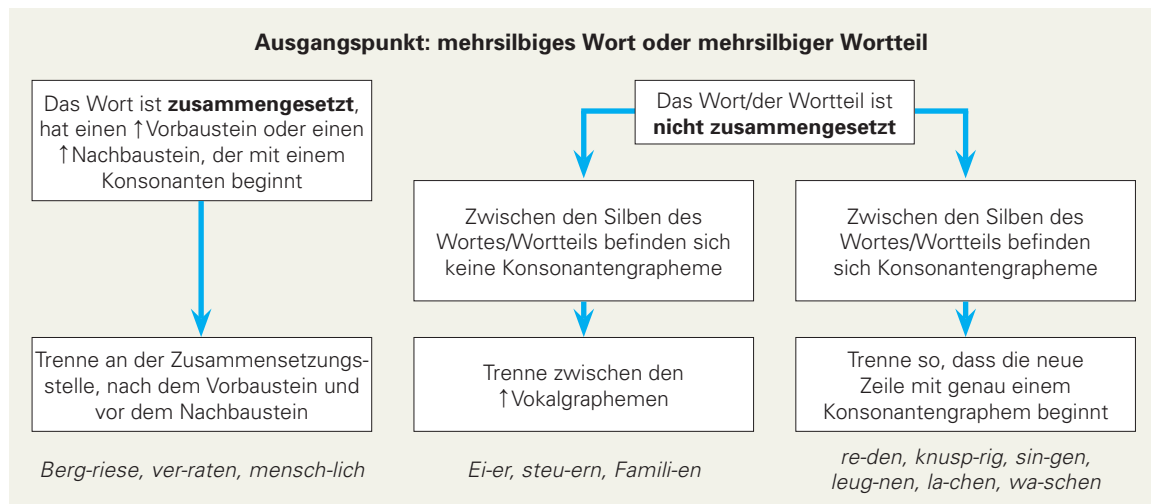 Ausgangspunkt: mehrsilbiges Wort oder mehrsilbiger Wortteil
Das Wort ist zusammengesetzt,
hat einen ↑Vorbaustein oder einen
↑Nachbaustein, der mit einem
Konsonanten beginnt
Trenne an der Zusammensetzungs-
stelle, nach dem Vorbaustein und
vor dem Nachbaustein
Berg-riese, ver-raten, mensch-lich
Das Wort/der Wortteil ist
nicht zusammengesetzt
Zwischen den Silben des
Wortes/Wortteils befinden sich
keine Konsonantengrapheme
Trenne zwischen den
↑Vokalgraphemen
Ei-er, steu-ern, Famili-en
Zwischen den Silben des
Wortes/Wortteils befinden
sich Konsonantengrapheme
Trenne so, dass die neue
Zeile mit genau einem
Konsonantengraphem beginnt
re-den, knusp-rig, sin-gen,
leug-nen, la-chen, wa-schen